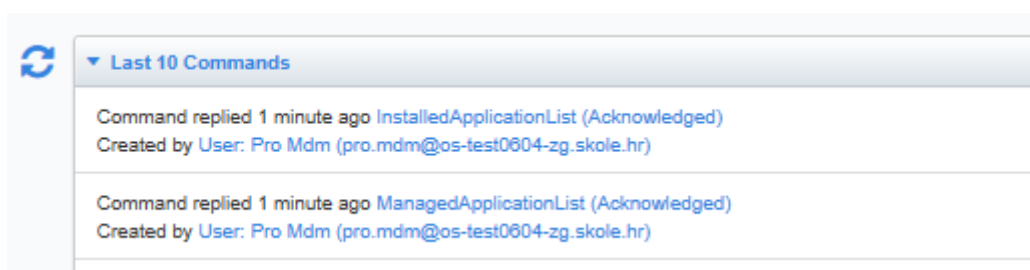 Last 10 Commands
Command replied 1 minute ago InstalledApplicationList (Acknowledged)
Created by User: Pro Mdm (pro.mdm@os-test0604-zg.skole.hr)
Command replied 1 minute ago ManagedApplicationList (Acknowledged)
Created by User: Pro Mdm (pro.mdm@os-test0604-zg.skole.hr)